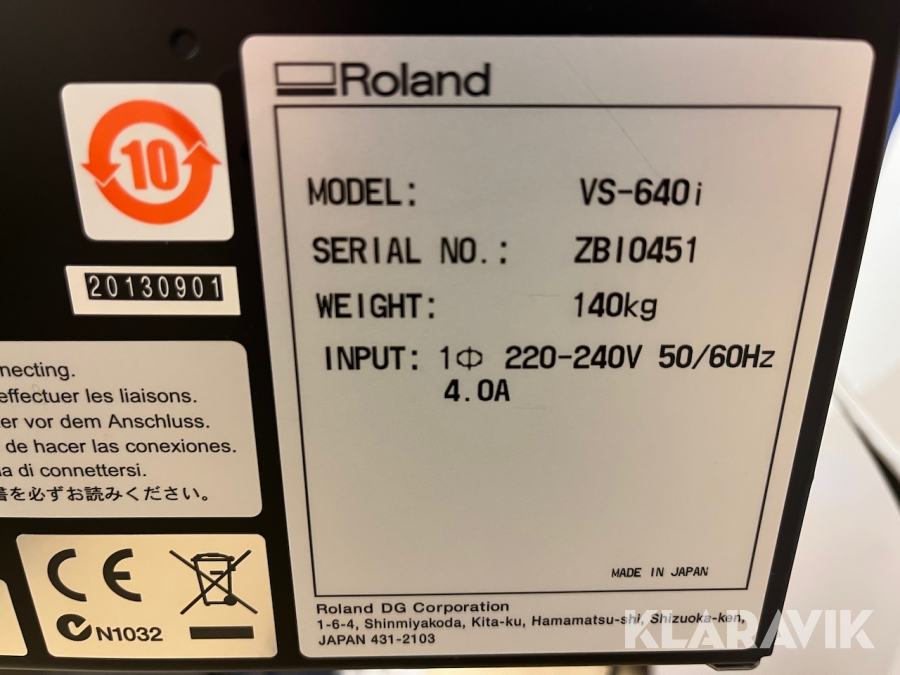 Roland
10
MODEL: VS-640i
SERIAL NO.: ZBI0451
20130901
WEIGHT: 140kg
INPUT: 1Φ 220-240V 50/60Hz
4.0A
necting.
effectuer les liaisons.
er vor dem Anschluss.
de hacer las conexiones.
a di connettersi.
書を必ずお読みください。
CE
N1032
MADE IN JAPAN
Roland DG Corporation
1-6-4, Shinmiyakoda, Kita-ku, Hamamatsu-shi, Shizuoka-ken,
JAPAN 431-2103
KLARAVIK